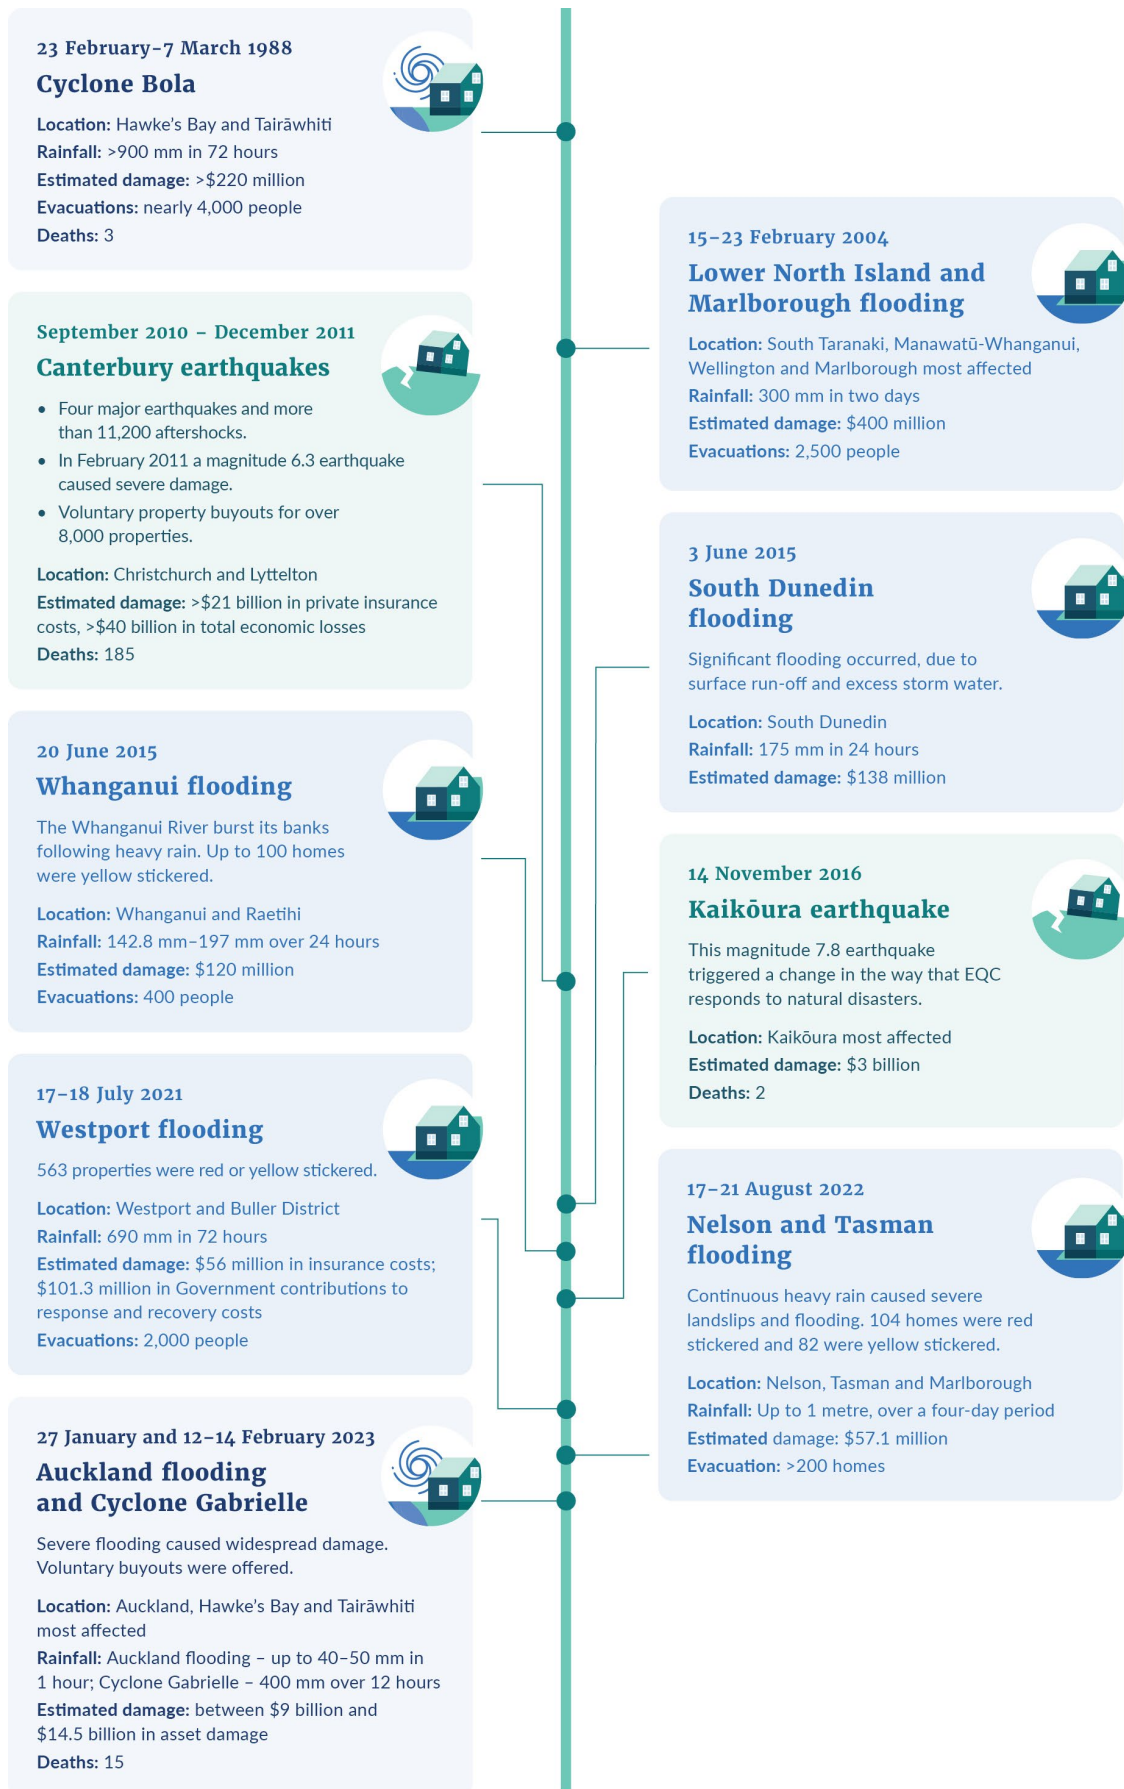 23 February–7 March 1988
Cyclone Bola
Location: Hawke's Bay and Tairāwhiti
Rainfall: >900 mm in 72 hours
Estimated damage: >$220 million
Evacuations: nearly 4,000 people
Deaths: 3
15–23 February 2004
Lower North Island and
Marlborough flooding
Location: South Taranaki, Manawatū-Whanganui,
Wellington and Marlborough most affected
Rainfall: 300 mm in two days
Estimated damage: $400 million
Evacuations: 2,500 people
September 2010 – December 2011
Canterbury earthquakes
• Four major earthquakes and more
than 11,200 aftershocks.
• In February 2011 a magnitude 6.3 earthquake
caused severe damage.
• Voluntary property buyouts for over
8,000 properties.
Location: Christchurch and Lyttelton
Estimated damage: >$21 billion in private insurance
costs, >$40 billion in total economic losses
Deaths: 185
3 June 2015
South Dunedin
flooding
Significant flooding occurred, due to
surface run-off and excess storm water.
Location: South Dunedin
Rainfall: 175 mm in 24 hours
Estimated damage: $138 million
20 June 2015
Whanganui flooding
The Whanganui River burst its banks
following heavy rain. Up to 100 homes
were yellow stickered.
Location: Whanganui and Raetihi
Rainfall: 142.8 mm–197 mm over 24 hours
Estimated damage: $120 million
Evacuations: 400 people
14 November 2016
Kaikōura earthquake
This magnitude 7.8 earthquake
triggered a change in the way that EQC
responds to natural disasters.
Location: Kaikōura most affected
Estimated damage: $3 billion
Deaths: 2
17–18 July 2021
Westport flooding
563 properties were red or yellow stickered.
Location: Westport and Buller District
Rainfall: 690 mm in 72 hours
Estimated damage: $56 million in insurance costs;
$101.3 million in Government contributions to
response and recovery costs
Evacuations: 2,000 people
17–21 August 2022
Nelson and Tasman
flooding
Continuous heavy rain caused severe
landslips and flooding. 104 homes were red
stickered and 82 were yellow stickered.
Location: Nelson, Tasman and Marlborough
Rainfall: Up to 1 metre, over a four-day period
Estimated damage: $57.1 million
Evacuation: >200 homes
27 January and 12–14 February 2023
Auckland flooding
and Cyclone Gabrielle
Severe flooding caused widespread damage.
Voluntary buyouts were offered.
Location: Auckland, Hawke's Bay and Tairāwhiti
most affected
Rainfall: Auckland flooding – up to 40–50 mm in
1 hour; Cyclone Gabrielle – 400 mm over 12 hours
Estimated damage: between $9 billion and
$14.5 billion in asset damage
Deaths: 15